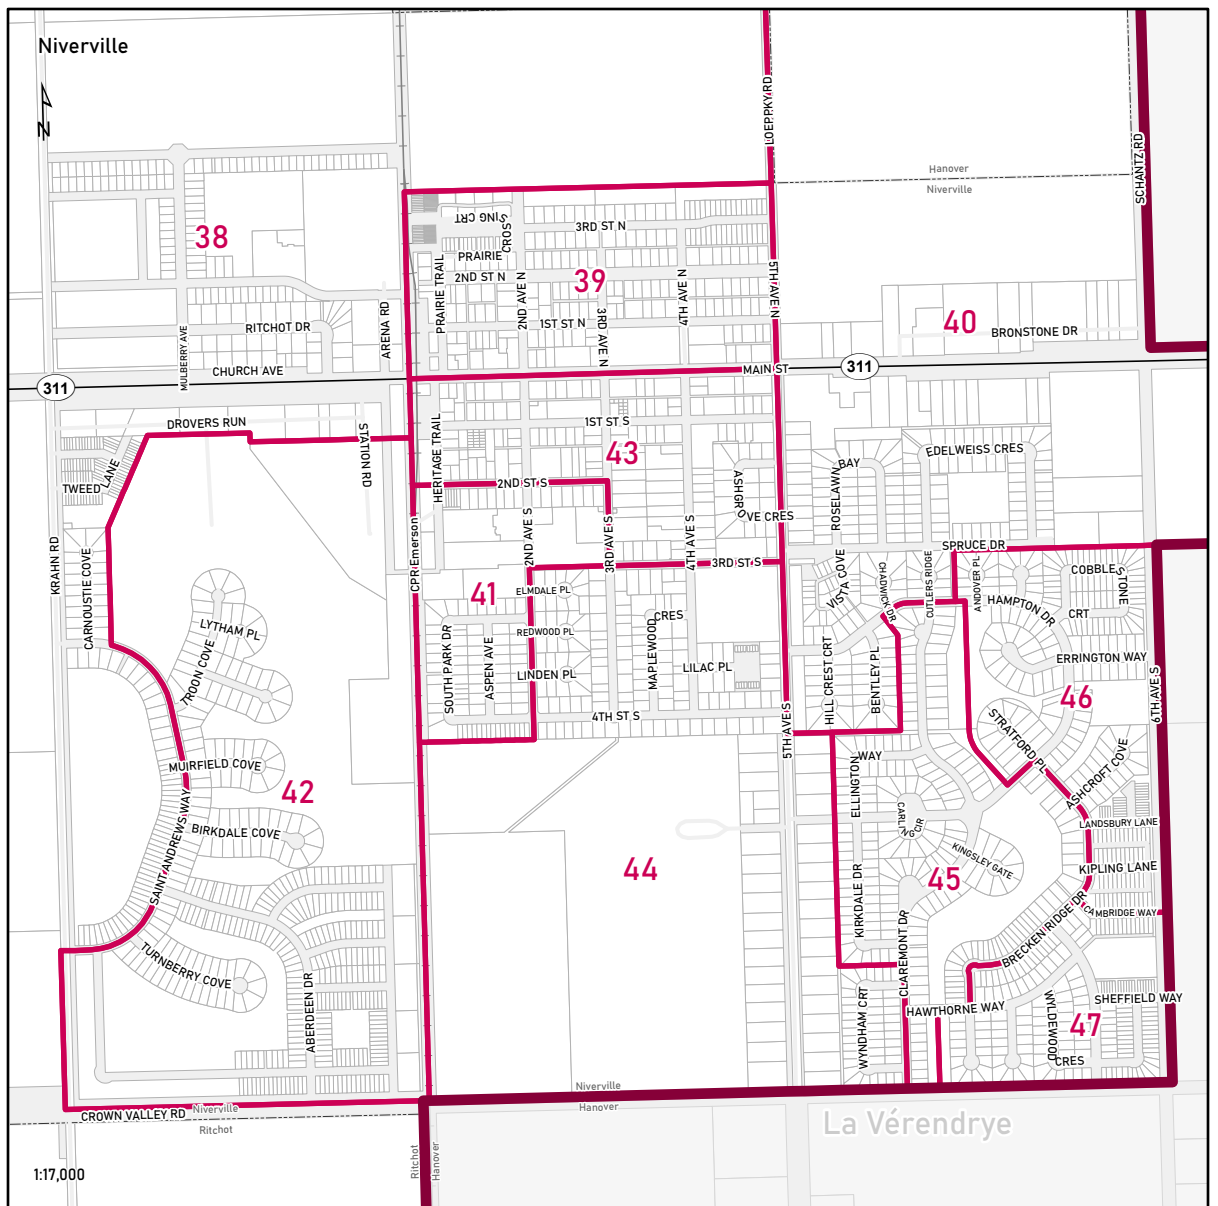 Niverville
N
LOEPPKY RD
SCHANTZ RD
Hanover
Niverville
38
39
40
3RD ST N
PRAIRIE
CROSSING CRT
2ND ST N
1ST ST N
PRAIRIE TRAIL
2ND AVE N
3RD AVE N
4TH AVE N
5TH AVE N
RITCHOT DR
ARENA RD
MULBERRY AVE
CHURCH AVE
BRONSTONE DR
MAIN ST
311
311
DROVERS RUN
STATION RD
TWEED LANE
HERITAGE TRAIL
1ST ST S
43
2ND ST S
ASHGROVE CRES
ROSELAWN BAY
EDELWEISS CRES
KRAHN RD
CARNOUSTIE COVE
CPR Emerson
2ND AVE S
3RD AVE S
4TH AVE S
3RD ST S
SPRUCE DR
VISTA COVE
CHADWICK DR
CUTLERS RIDGE
ANDOVER PL
COBBLESTONE
CRT
HAMPTON DR
ERRINGTON WAY
LYTHAM PL
TROON COVE
41
ELMDALE PL
REDWOOD PL
LINDEN PL
SOUTH PARK DR
ASPEN AVE
MAPLEWOOD
CRES
LILAC PL
4TH ST S
5TH AVE S
HILL CREST CRT
BENTLEY PL
46
6TH AVE S
STRATFORD PL
ASHCROFT COVE
MUIRFIELD COVE
42
BIRKDALE COVE
SAINT ANDREWS WAY
TURNBERRY COVE
ABERDEEN DR
44
ELLINGTON
WAY
CARLING CIR
KINGSLEY GATE
45
KIRKDALE DR
CLAREMONT DR
LANDSBURY LANE
KIPLING LANE
CAMBRIDGE WAY
BRECKEN RIDGE DR
HAWTHORNE WAY
SHEFFIELD WAY
WYNDHAM CRT
WYLDEWOOD
CRES
47
CROWN VALLEY RD
Niverville
Ritchot
Niverville
Hanover
Ritchot
Hanover
La Vérendrye
1:17,000